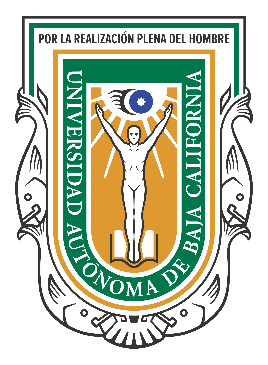 POR LA REALIZACIÓN PLENA DEL HOMBRE
UNIVERSIDAD AUTÓNOMA DE BAJA CALIFORNIA